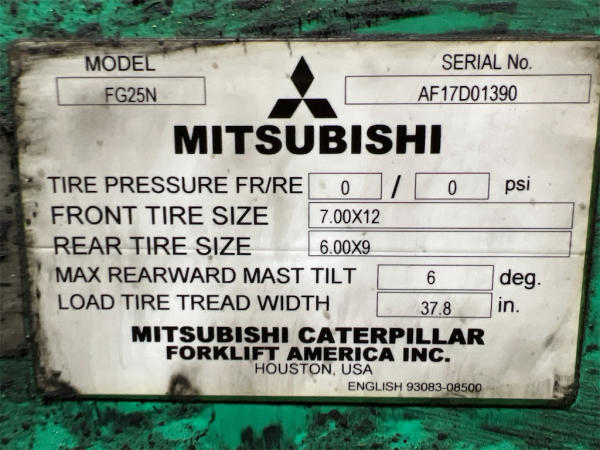 MODEL
SERIAL No.
FG25N
AF17D01390
MITSUBISHI
TIRE PRESSURE FR/RE 0 / 0 psi
FRONT TIRE SIZE 7.00X12
REAR TIRE SIZE 6.00X9
MAX REARWARD MAST TILT 6 deg.
LOAD TIRE TREAD WIDTH 37.8 in.
MITSUBISHI CATERPILLAR
FORKLIFT AMERICA INC.
HOUSTON, USA
ENGLISH 93083-08500